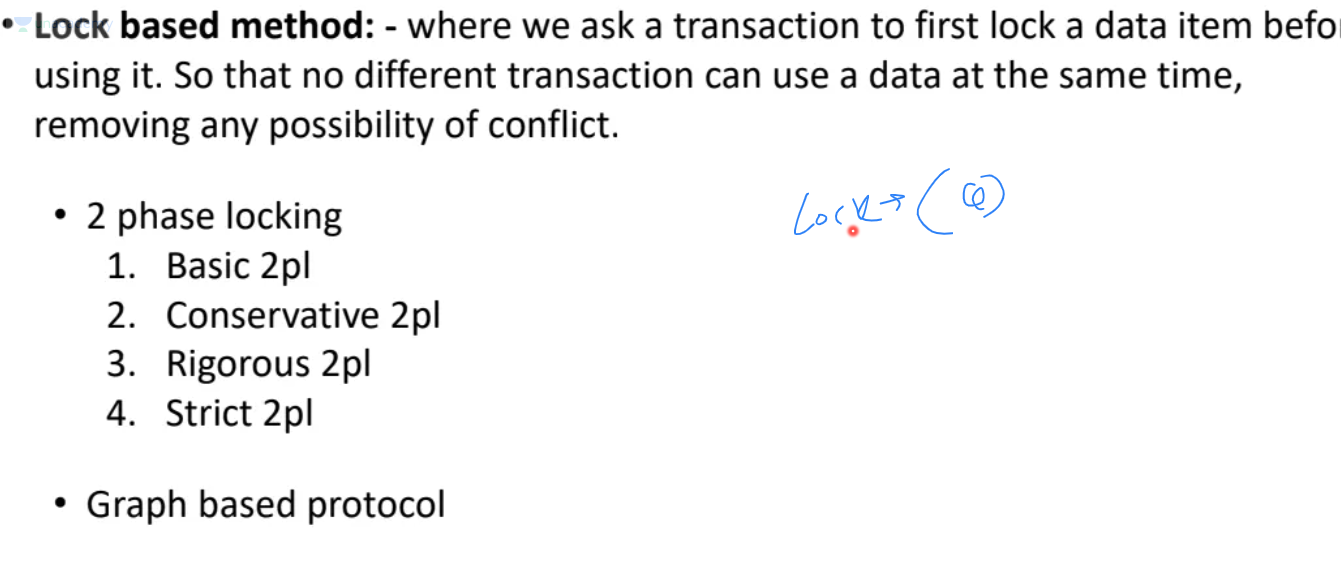 • Lock based method: - where we ask a transaction to first lock a data item befo
using it. So that no different transaction can use a data at the same time,
removing any possibility of conflict.
Lock → (Q)
• 2 phase locking
1. Basic 2pl
2. Conservative 2pl
3. Rigorous 2pl
4. Strict 2pl
• Graph based protocol